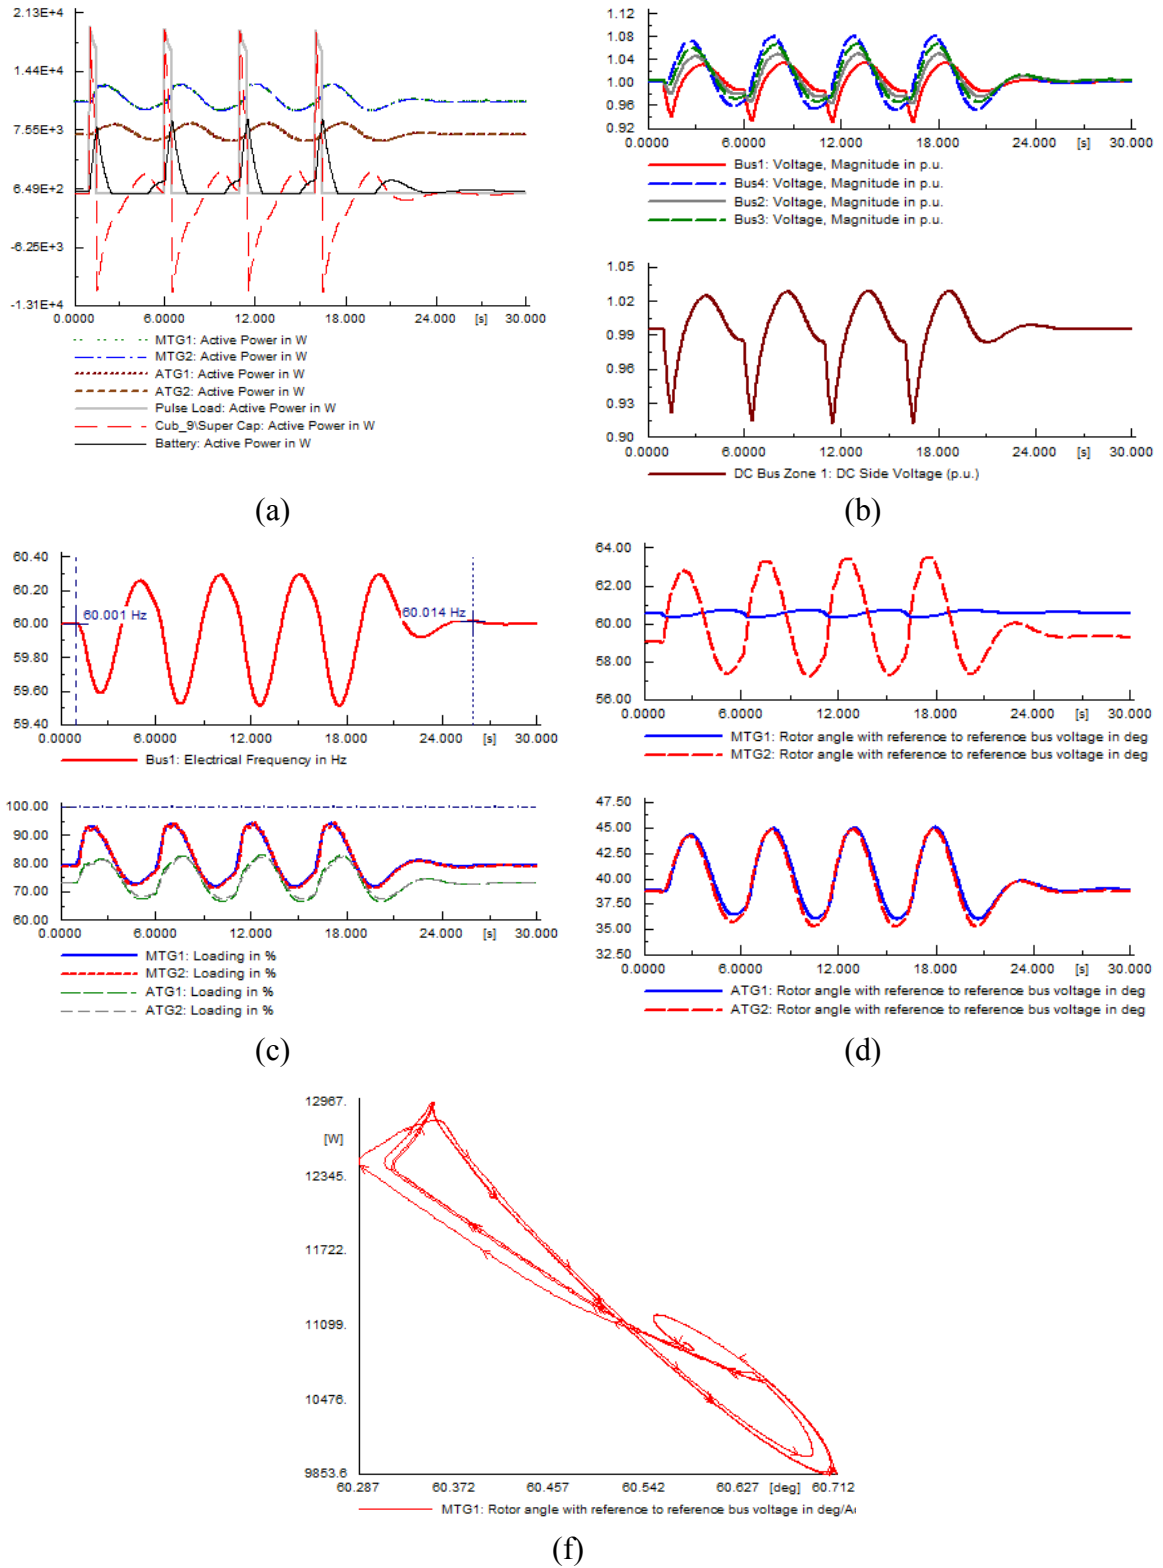 2.13E+4
1.44E+4
7.55E+3
6.49E+2
-6.25E+3
-1.31E+4
0.0000 6.0000 12.000 18.000 [s] 24.000 30.000
MTG1: Active Power in W
MTG2: Active Power in W
ATG1: Active Power in W
ATG2: Active Power in W
Pulse Load: Active Power in W
Cub_9\Super Cap: Active Power in W
Battery: Active Power in W
(a)
1.12
1.08
1.04
1.00
0.96
0.92
0.0000 6.0000 12.000 18.000 [s] 24.000 30.000
Bus1: Voltage, Magnitude in p.u.
Bus4: Voltage, Magnitude in p.u.
Bus2: Voltage, Magnitude in p.u.
Bus3: Voltage, Magnitude in p.u.
1.05
1.02
0.99
0.96
0.93
0.90
0.0000 6.0000 12.000 18.000 [s] 24.000 30.000
DC Bus Zone 1: DC Side Voltage (p.u.)
(b)
60.40
60.20
60.00
59.80
59.60
59.40
60.001 Hz
60.014 Hz
0.0000 6.0000 12.000 18.000 24.000 [s] 30.000
Bus1: Electrical Frequency in Hz
100.00
90.00
80.00
70.00
60.00
0.0000 6.0000 12.000 18.000 24.000 [s] 30.000
MTG1: Loading in %
MTG2: Loading in %
ATG1: Loading in %
ATG2: Loading in %
(c)
64.00
62.00
60.00
58.00
56.00
0.0000 6.0000 12.000 18.000 24.000 [s] 30.000
MTG1: Rotor angle with reference to reference bus voltage in deg
MTG2: Rotor angle with reference to reference bus voltage in deg
47.50
45.00
42.50
40.00
37.50
35.00
32.50
0.0000 6.0000 12.000 18.000 24.000 [s] 30.000
ATG1: Rotor angle with reference to reference bus voltage in deg
ATG2: Rotor angle with reference to reference bus voltage in deg
(d)
12967.
[W]
12345.
11722.
11099.
10476.
9853.6
60.287 60.372 60.457 60.542 60.627 [deg] 60.712
MTG1: Rotor angle with reference to reference bus voltage in deg/A
(f)